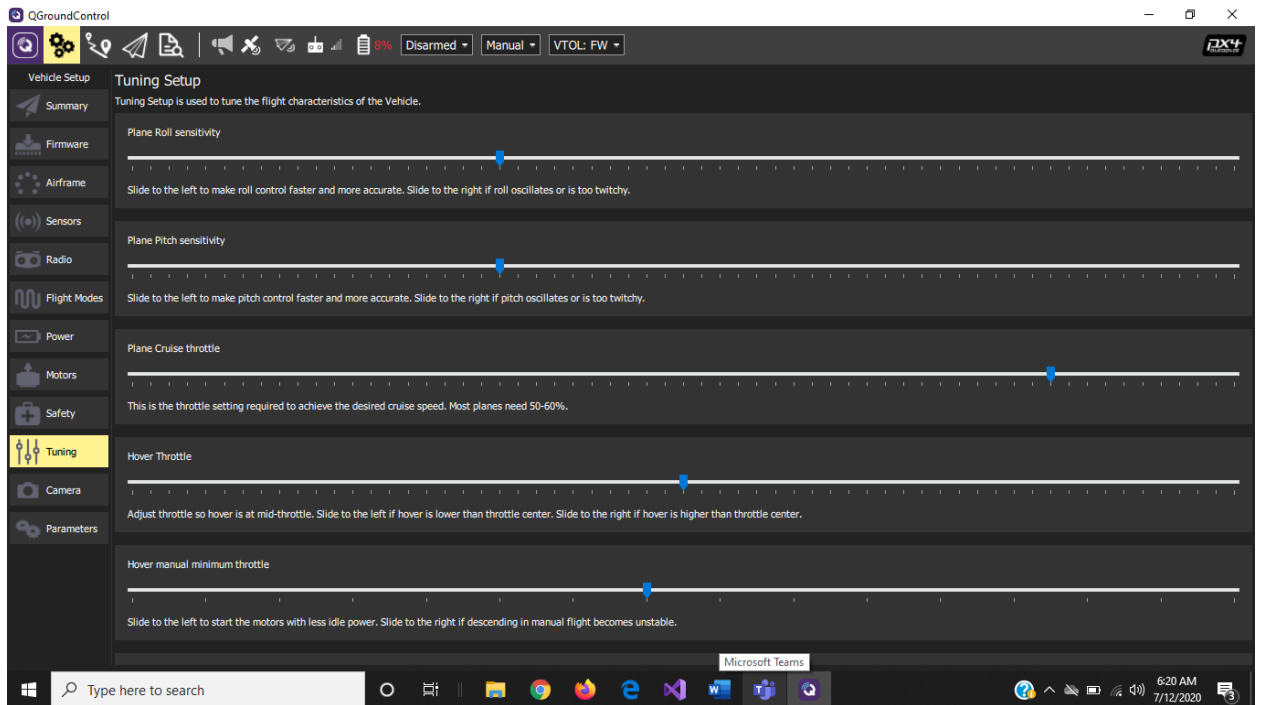 QGroundControl
8% Disarmed Manual VTOL: FW
px4
autopilot
Vehicle Setup
Summary
Firmware
Airframe
Sensors
Radio
Flight Modes
Power
Motors
Safety
Tuning
Camera
Parameters
Tuning Setup
Tuning Setup is used to tune the flight characteristics of the Vehicle.
Plane Roll sensitivity
Slide to the left to make roll control faster and more accurate. Slide to the right if roll oscillates or is too twitchy.
Plane Pitch sensitivity
Slide to the left to make pitch control faster and more accurate. Slide to the right if pitch oscillates or is too twitchy.
Plane Cruise throttle
This is the throttle setting required to achieve the desired cruise speed. Most planes need 50-60%.
Hover Throttle
Adjust throttle so hover is at mid-throttle. Slide to the left if hover is lower than throttle center. Slide to the right if hover is higher than throttle center.
Hover manual minimum throttle
Slide to the left to start the motors with less idle power. Slide to the right if descending in manual flight becomes unstable.
Microsoft Teams
Type here to search
6:20 AM
7/12/2020
3